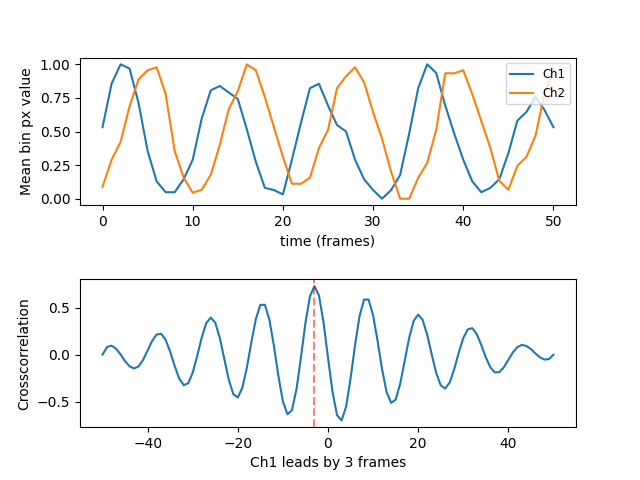 1.00
0.75
0.50
0.25
0.00
Mean bin px value
Ch1
Ch2
0 10 20 30 40 50
time (frames)
0.5
0.0
−0.5
Crosscorrelation
−40 −20 0 20 40
Ch1 leads by 3 frames